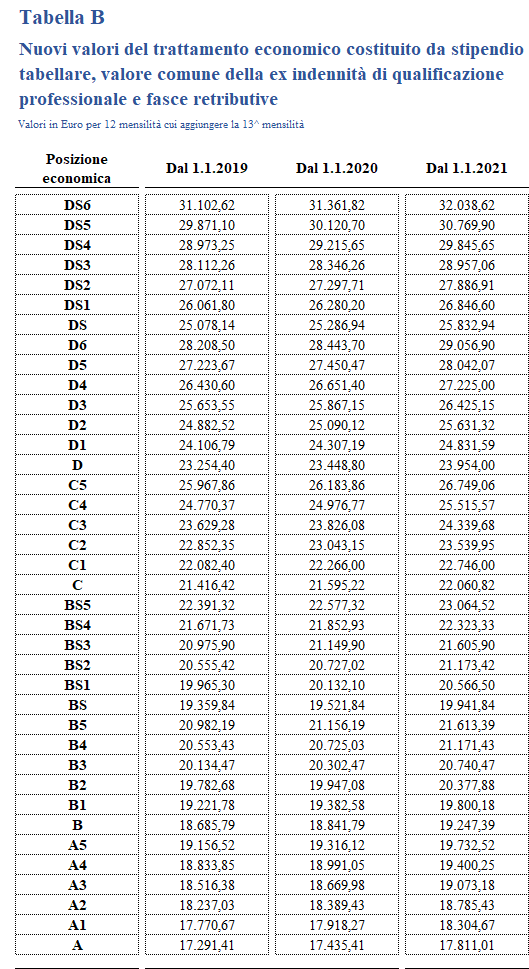 Tabella B
Nuovi valori del trattamento economico costituito da stipendio
tabellare, valore comune della ex indennità di qualificazione
professionale e fasce retributive
Valori in Euro per 12 mensilità cui aggiungere la 13^ mensilità
Posizione
economica Dal 1.1.2019 Dal 1.1.2020 Dal 1.1.2021
DS6 31.102,62 31.361,82 32.038,62
DS5 29.871,10 30.120,70 30.769,90
DS4 28.973,25 29.215,65 29.845,65
DS3 28.112,26 28.346,26 28.957,06
DS2 27.072,11 27.297,71 27.886,91
DS1 26.061,80 26.280,20 26.846,60
DS 25.078,14 25.286,94 25.832,94
D6 28.208,50 28.443,70 29.056,90
D5 27.223,67 27.450,47 28.042,07
D4 26.430,60 26.651,40 27.225,00
D3 25.653,55 25.867,15 26.425,15
D2 24.882,52 25.090,12 25.631,32
D1 24.106,79 24.307,19 24.831,59
D 23.254,40 23.448,80 23.954,00
C5 25.967,86 26.183,86 26.749,06
C4 24.770,37 24.976,77 25.515,57
C3 23.629,28 23.826,08 24.339,68
C2 22.852,35 23.043,15 23.539,95
C1 22.082,40 22.266,00 22.746,00
C 21.416,42 21.595,22 22.060,82
BS5 22.391,32 22.577,32 23.064,52
BS4 21.671,73 21.852,93 22.323,33
BS3 20.975,90 21.149,90 21.605,90
BS2 20.555,42 20.727,02 21.173,42
BS1 19.965,30 20.132,10 20.566,50
BS 19.359,84 19.521,84 19.941,84
B5 20.982,19 21.156,19 21.613,39
B4 20.553,43 20.725,03 21.171,43
B3 20.134,47 20.302,47 20.740,47
B2 19.782,68 19.947,08 20.377,88
B1 19.221,78 19.382,58 19.800,18
B 18.685,79 18.841,79 19.247,39
A5 19.156,52 19.316,12 19.732,52
A4 18.833,85 18.991,05 19.400,25
A3 18.516,38 18.669,98 19.073,18
A2 18.237,03 18.389,43 18.785,43
A1 17.770,67 17.918,27 18.304,67
A 17.291,41 17.435,41 17.811,01